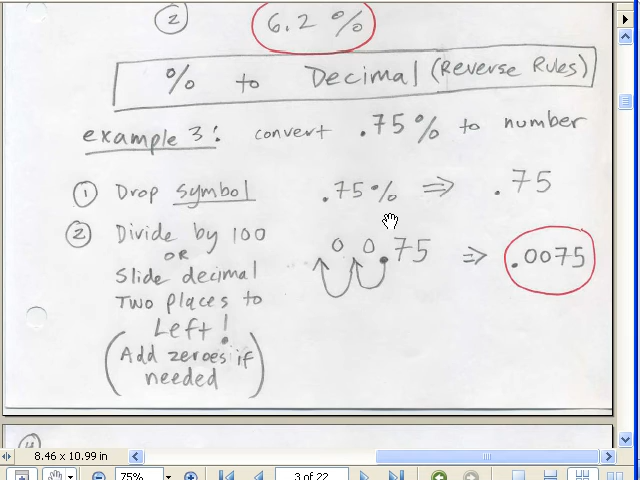 ② 6.2 %
% to Decimal (Reverse Rules)
example 3: convert .75% to number
① Drop symbol .75% ⇒ .75
② Divide by 100
OR
Slide decimal
Two places to
Left!
(Add zeroes if
needed)
0 0.75 ⇒ .0075
8.46 x 10.99 in
75%
3 of 22